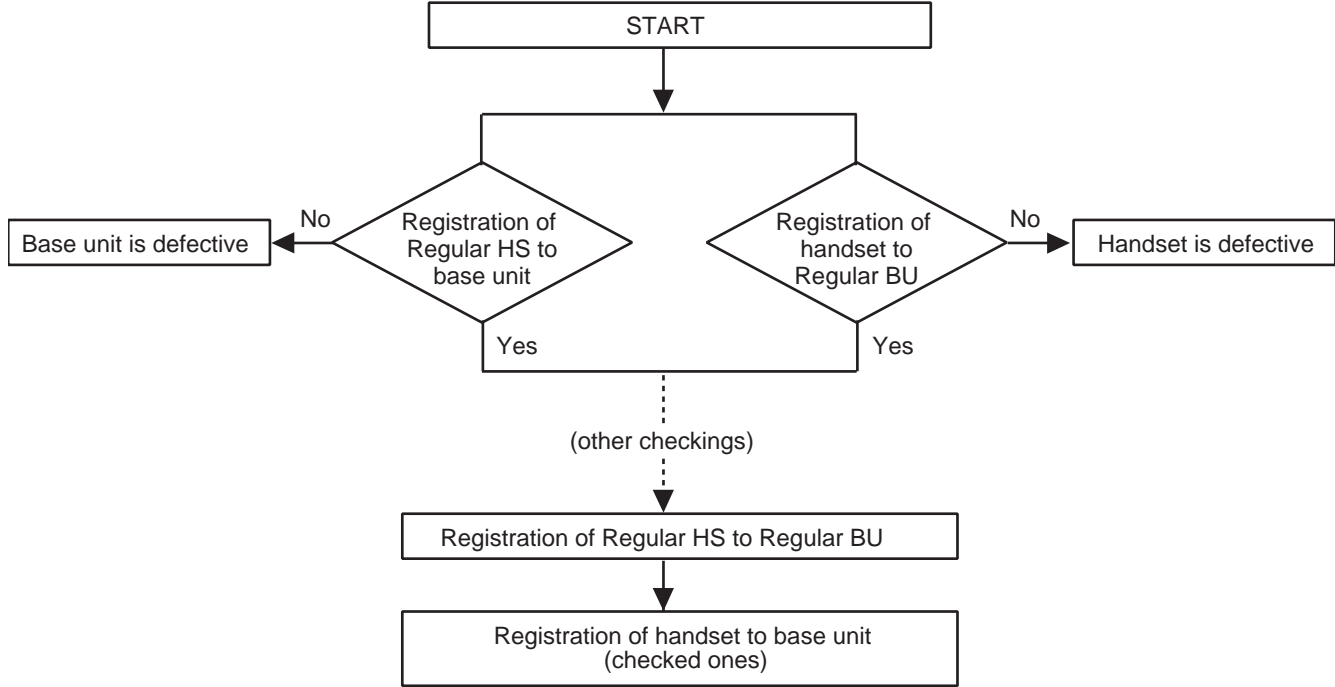 START
No
Registration of
Regular HS to
base unit
Base unit is defective
Yes
Registration of
handset to
Regular BU
No
Handset is defective
Yes
(other checkings)
Registration of Regular HS to Regular BU
Registration of handset to base unit
(checked ones)